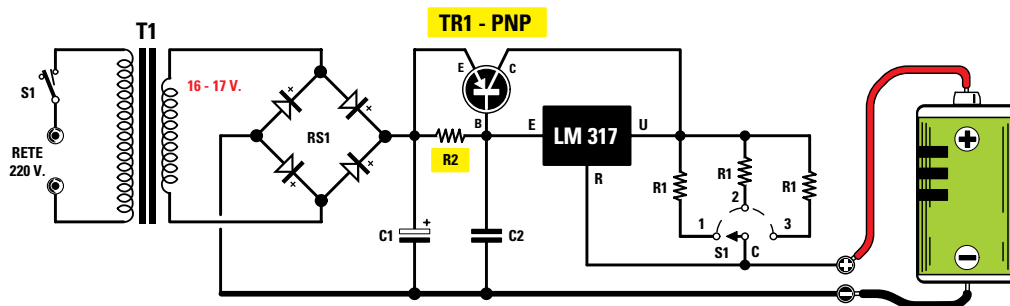 TR1 - PNP
T1
E
C
S1
16 - 17 V.
B
E
LM 317
U
RETE
220 V.
RS1
R2
R
R1
R1
R1
2
1
3
C1
+
C2
S1
C
+
-
+
-